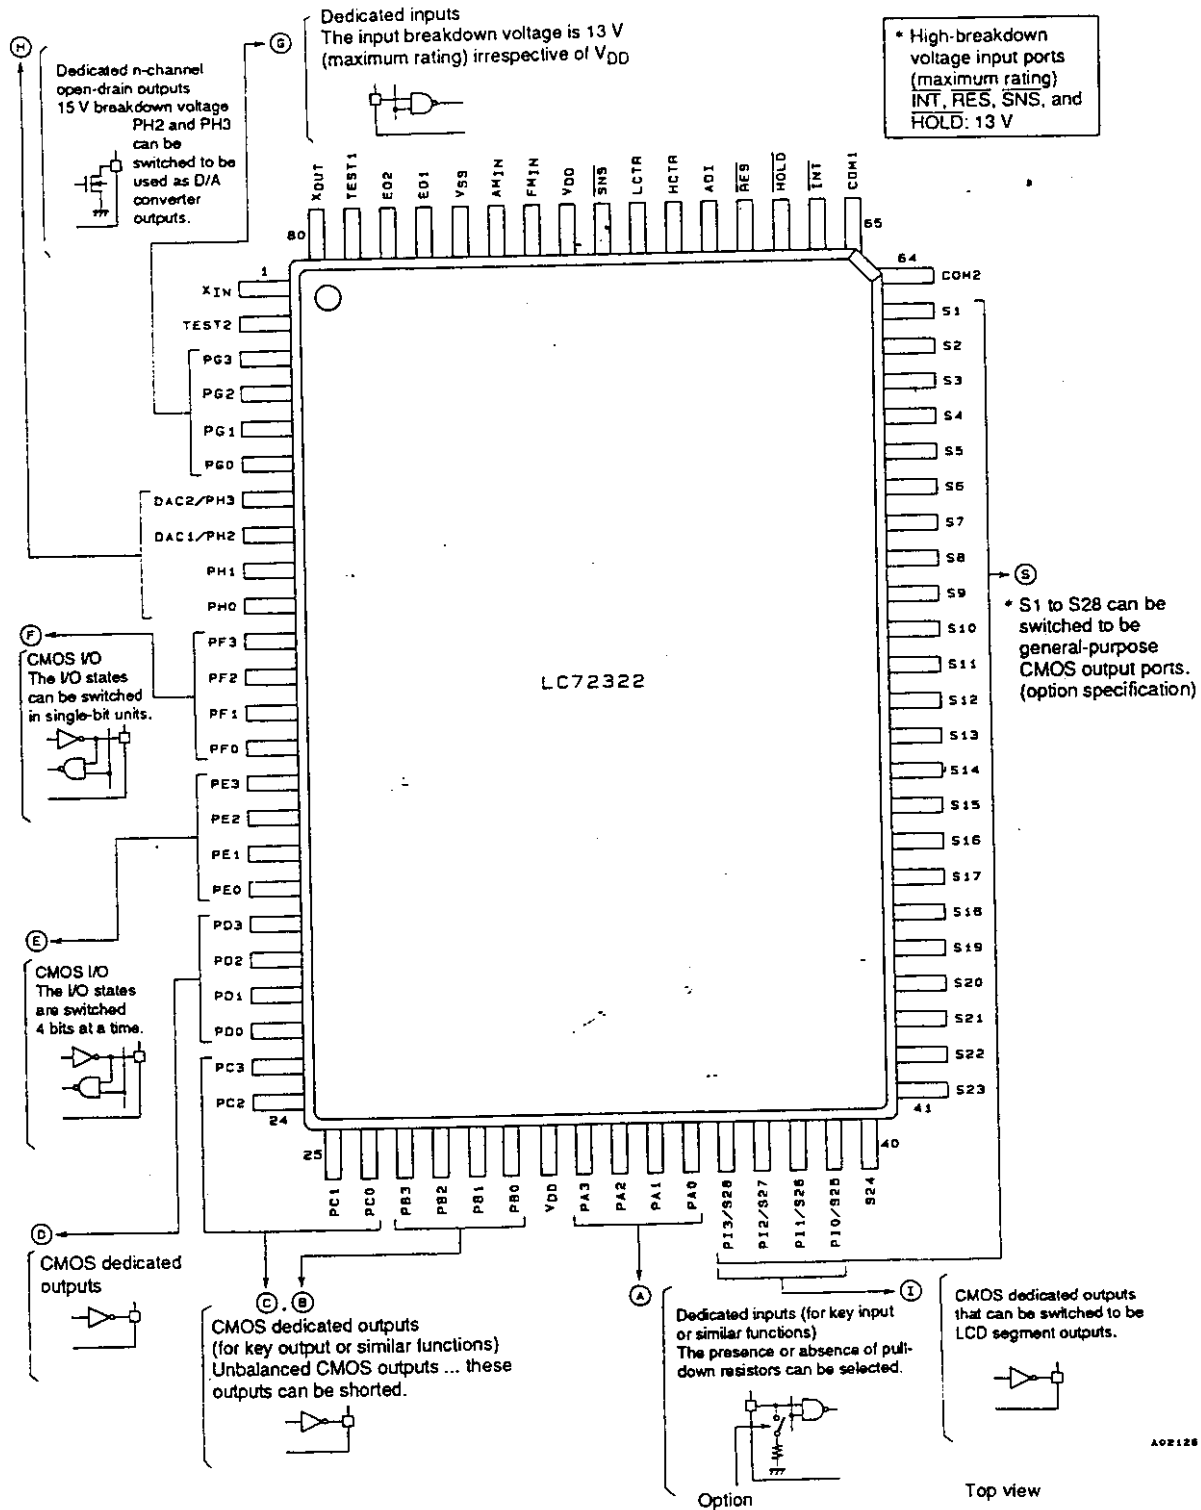 H
Dedicated n-channel
open-drain outputs
15 V breakdown voltage
PH2 and PH3
can be
switched to be
used as D/A
converter
outputs.
G
Dedicated inputs
The input breakdown voltage is 13 V
(maximum rating) irrespective of VDD
* High-breakdown
voltage input ports
(maximum rating)
INT, RES, SNS, and
HOLD: 13 V
XOUT
TEST1
EO2
EO1
VSS
AMIN
FMIN
VDD
SNS
LCTR
HCTR
ADI
RES
HOLD
INT
COM1
80
65
1
XIN
TEST2
PG3
PG2
PG1
PG0
DAC2/PH3
DAC1/PH2
PH1
PH0
PF3
PF2
PF1
PF0
PE3
PE2
PE1
PE0
PD3
PD2
PD1
PD0
PC3
PC2
24
64
COM2
S1
S2
S3
S4
S5
S6
S7
S8
S9
S10
S11
S12
S13
S14
S15
S16
S17
S18
S19
S20
S21
S22
S23
41
LC72322
S
* S1 to S28 can be
switched to be
general-purpose
CMOS output ports.
(option specification)
F
CMOS I/O
The I/O states
can be switched
in single-bit units.
E
CMOS I/O
The I/O states
are switched
4 bits at a time.
25
40
PC1
PC0
PB3
PB2
PB1
PB0
VDD
PA3
PA2
PA1
PA0
PI3/S28
PI2/S27
PI1/S26
PI0/S25
S24
D
CMOS dedicated
outputs
C . B
CMOS dedicated outputs
(for key output or similar functions)
Unbalanced CMOS outputs ... these
outputs can be shorted.
A
Dedicated inputs (for key input
or similar functions)
The presence or absence of pull-
down resistors can be selected.
Option
I
CMOS dedicated outputs
that can be switched to be
LCD segment outputs.
A02128
Top view